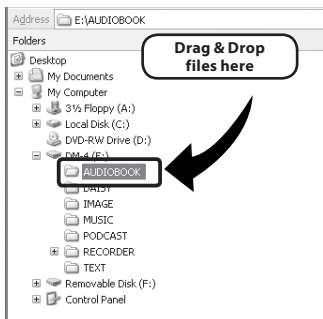 Address E:\AUDIOBOOK
Folders
Drag & Drop
files here
Desktop
My Documents
My Computer
3½ Floppy (A:)
Local Disk (C:)
DVD-RW Drive (D:)
DM-4 (E:)
AUDIOBOOK
DAISY
IMAGE
MUSIC
PODCAST
RECORDER
TEXT
Removable Disk (F:)
Control Panel